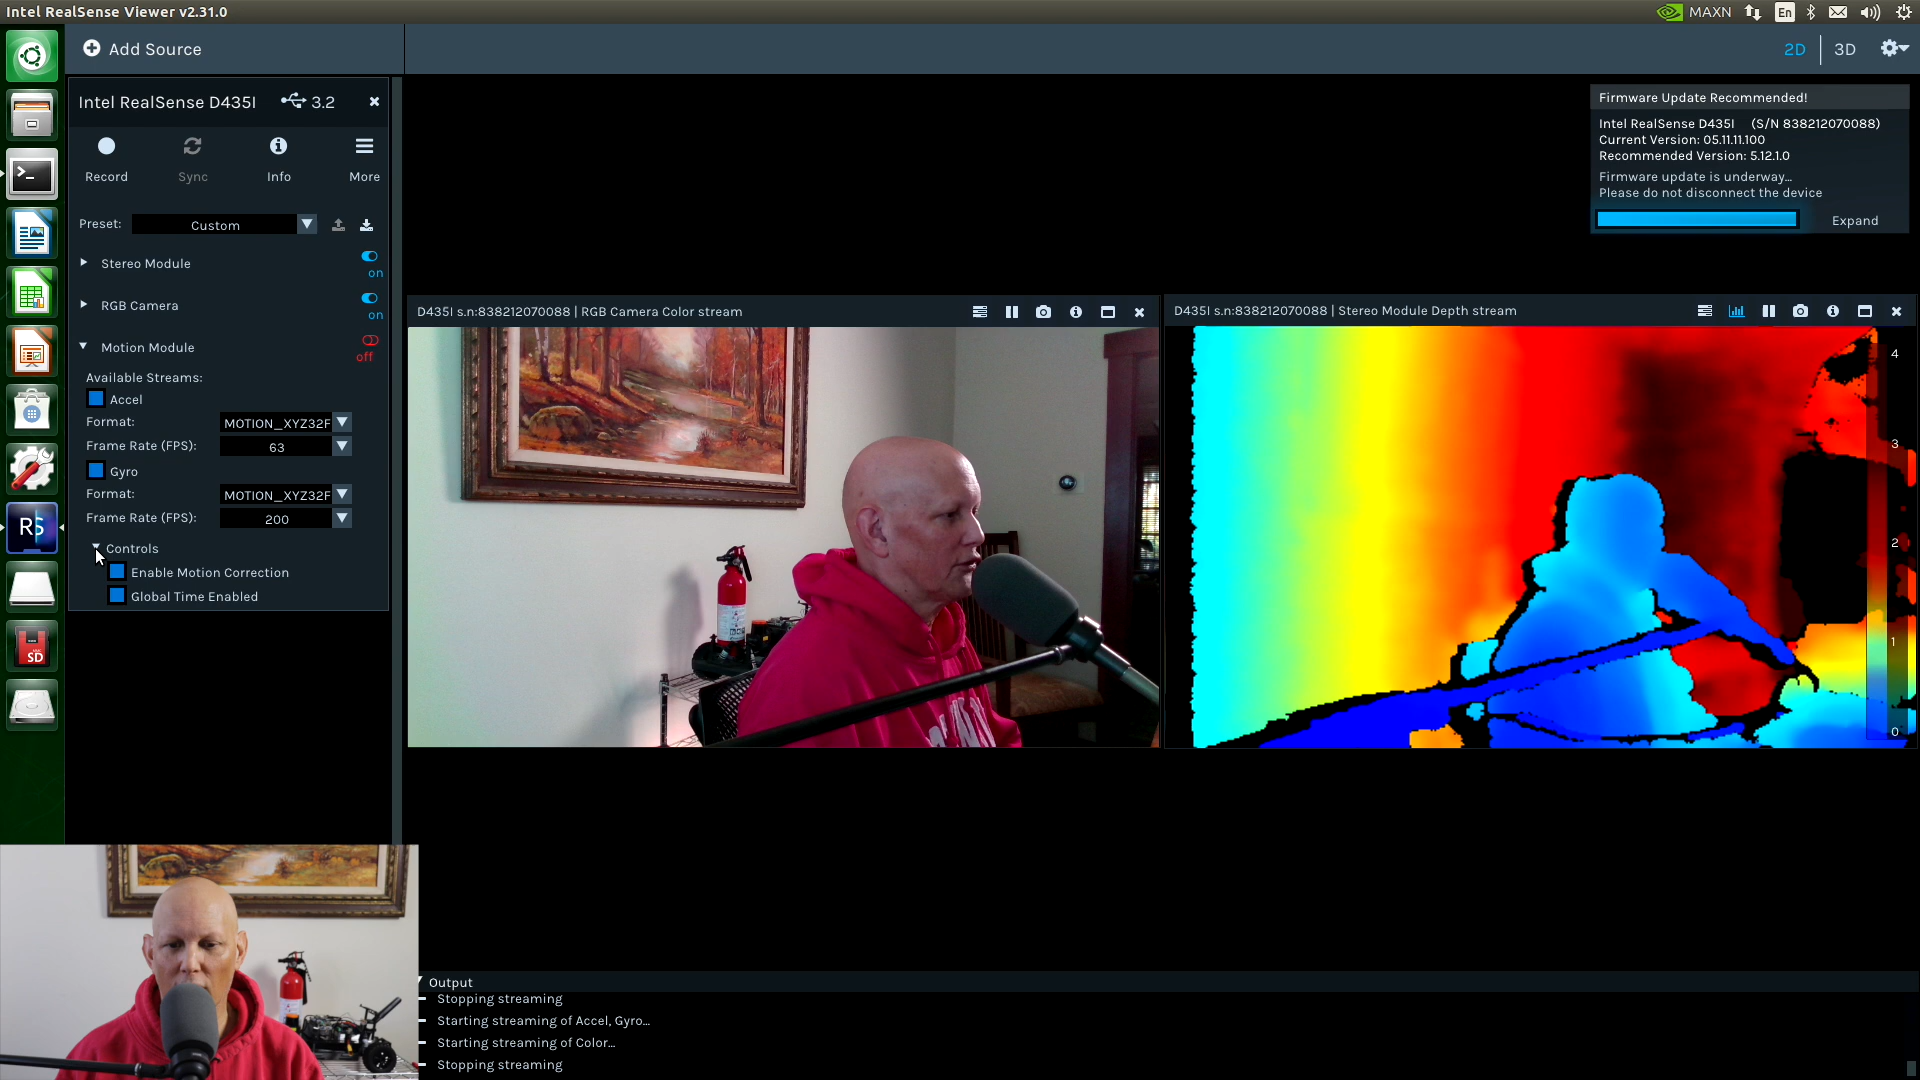 Intel RealSense Viewer v2.31.0
MAXN
En
Add Source
2D
3D
Intel RealSense D435I 3.2
Record
Sync
Info
More
Preset:
Custom
Stereo Module
on
RGB Camera
on
Motion Module
off
Available Streams:
Accel
Format:
MOTION_XYZ32F
Frame Rate (FPS):
63
Gyro
Format:
MOTION_XYZ32F
Frame Rate (FPS):
200
Controls
Enable Motion Correction
Global Time Enabled
RS
SD
Firmware Update Recommended!
Intel RealSense D435I (S/N 838212070088)
Current Version: 05.11.11.100
Recommended Version: 5.12.1.0
Firmware update is underway...
Please do not disconnect the device
Expand
D435I s.n:838212070088 | RGB Camera Color stream
D435I s.n:838212070088 | Stereo Module Depth stream
4
3
2
1
0
Output
Stopping streaming
Starting streaming of Accel, Gyro...
Starting streaming of Color...
Stopping streaming